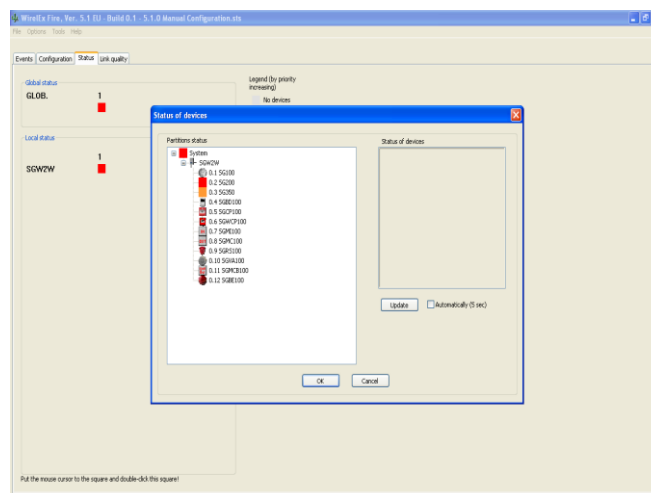 WirelEx Fire, Ver. 5.1 EU - Build 0.1 - 5.1.0 Manual Configuration.sts
File Options Tools Help
Events Configuration Status Link quality
Global status
GLOB.
1
Legend (by priority
increasing)
No devices
Local status
1
SGW2W
Status of devices
Partitions status
System
SGW2W
0.1 SG100
0.2 SG200
0.3 SG350
0.4 SGBD100
0.5 SGCP100
0.6 SGWCP100
0.7 SGMI100
0.8 SGMC100
0.9 SGRS100
0.10 SGVA100
0.11 SGMCB100
0.12 SGBE100
Status of devices
Update
Automatically (5 sec)
OK
Cancel
Put the mouse cursor to the square and double-click this square!